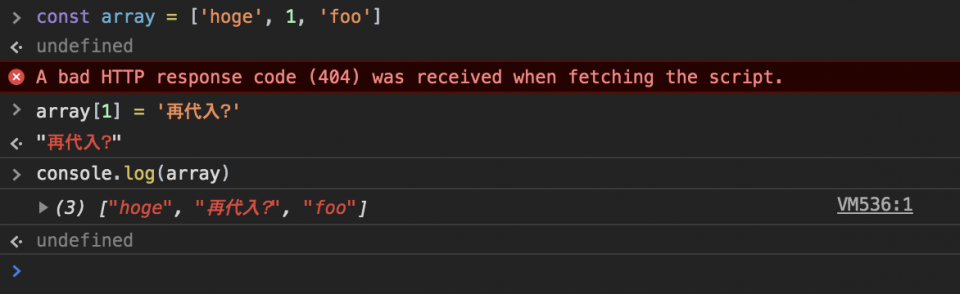 > const array = ['hoge', 1, 'foo']
undefined
A bad HTTP response code (404) was received when fetching the script.
> array[1] = '再代入?'
"再代入?"
> console.log(array)
(3) ["hoge", "再代入?", "foo"] VM536:1
undefined
>